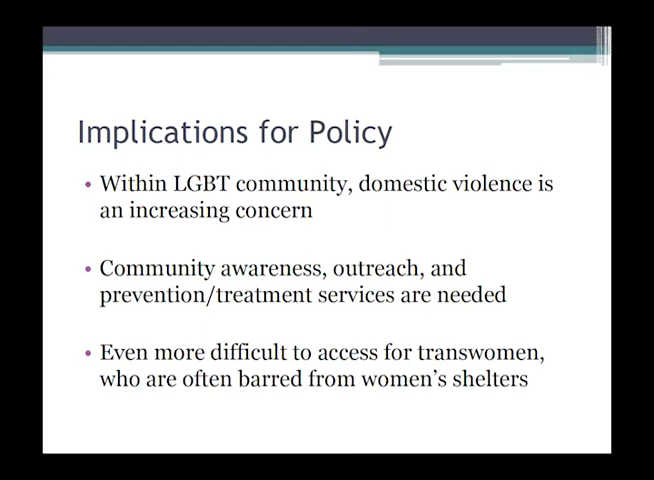 Implications for Policy
• Within LGBT community, domestic violence is
an increasing concern
• Community awareness, outreach, and
prevention/treatment services are needed
• Even more difficult to access for transwomen,
who are often barred from women’s shelters